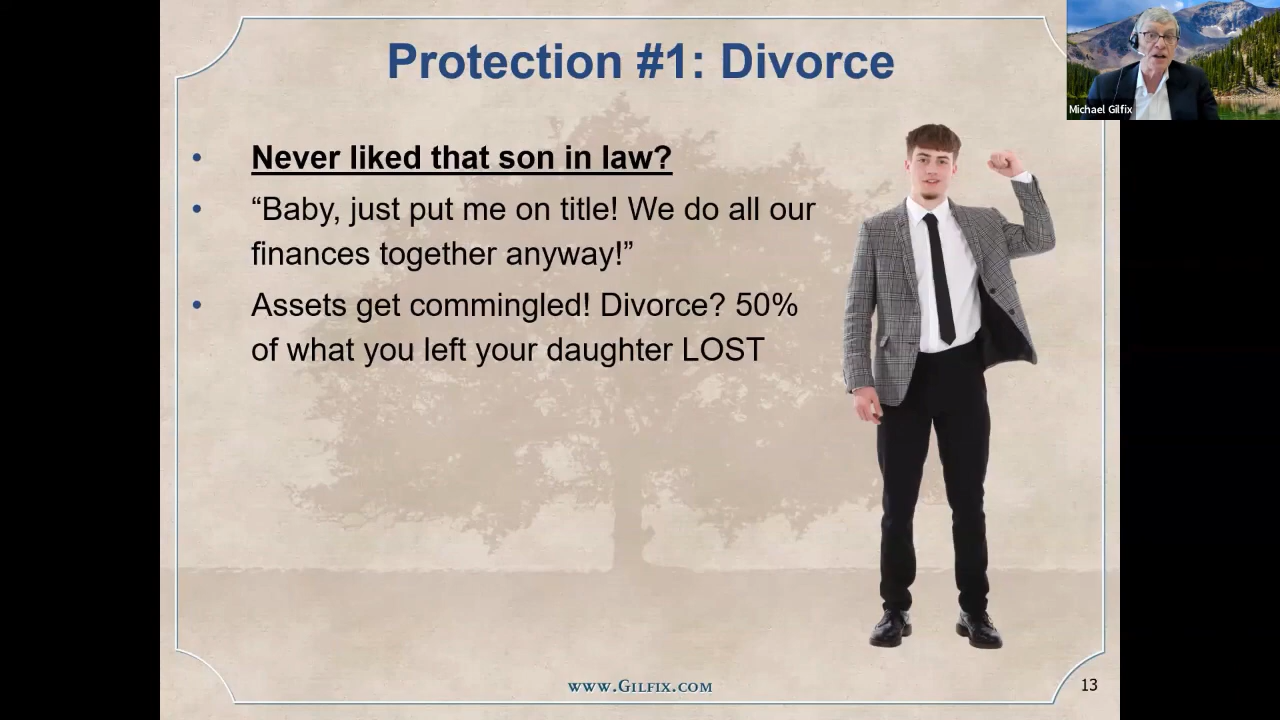 Protection #1: Divorce
Michael Gilfix
• Never liked that son in law?
• “Baby, just put me on title! We do all our
finances together anyway!”
• Assets get commingled! Divorce? 50%
of what you left your daughter LOST
www.Gilfix.com
13